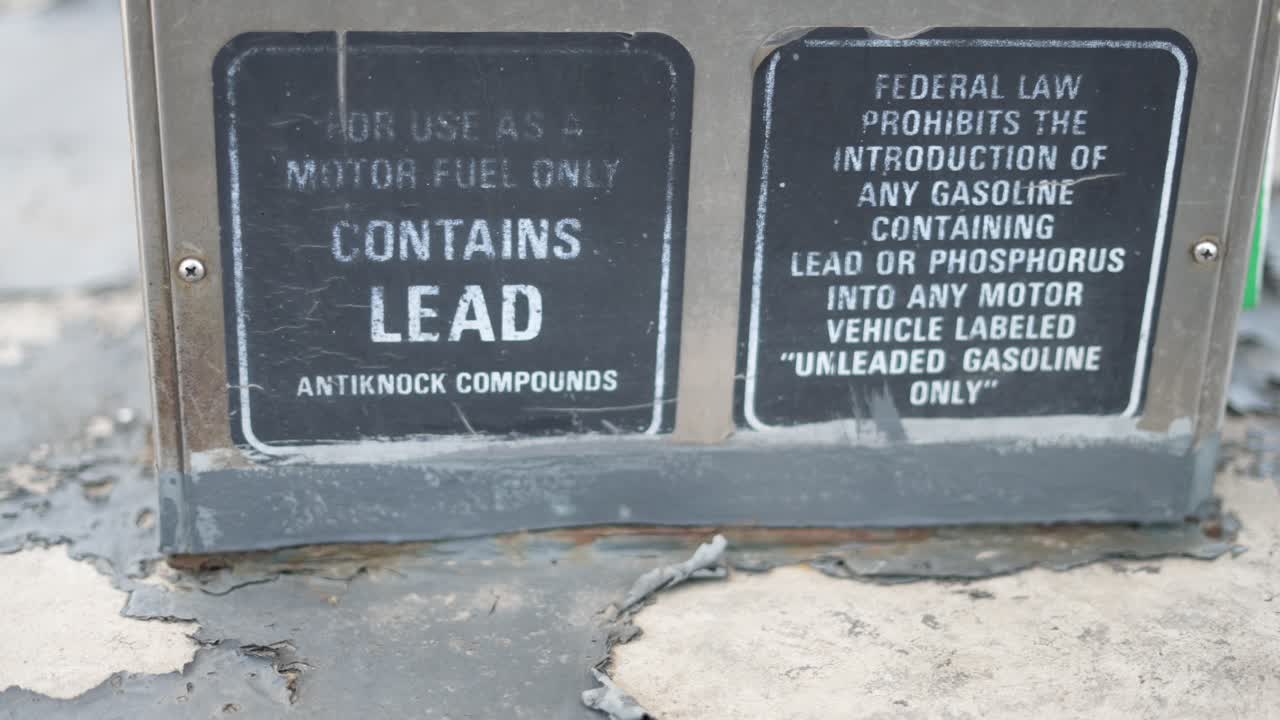 FOR USE AS A
MOTOR FUEL ONLY
CONTAINS
LEAD
ANTIKNOCK COMPOUNDS
FEDERAL LAW
PROHIBITS THE
INTRODUCTION OF
ANY GASOLINE
CONTAINING
LEAD OR PHOSPHORUS
INTO ANY MOTOR
VEHICLE LABELED
"UNLEADED GASOLINE
ONLY"